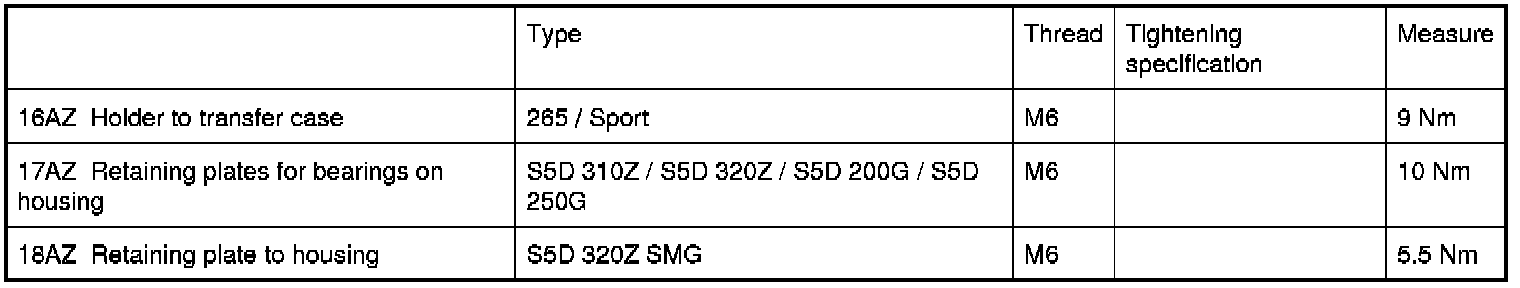 Type Thread Tightening Measure
specification
16AZ Holder to transfer case 265 / Sport M6 9 Nm
17AZ Retaining plates for bearings on S5D 310Z / S5D 320Z / S5D 200G / S5D M6 10 Nm
housing 250G
18AZ Retaining plate to housing S5D 320Z SMG M6 5.5 Nm